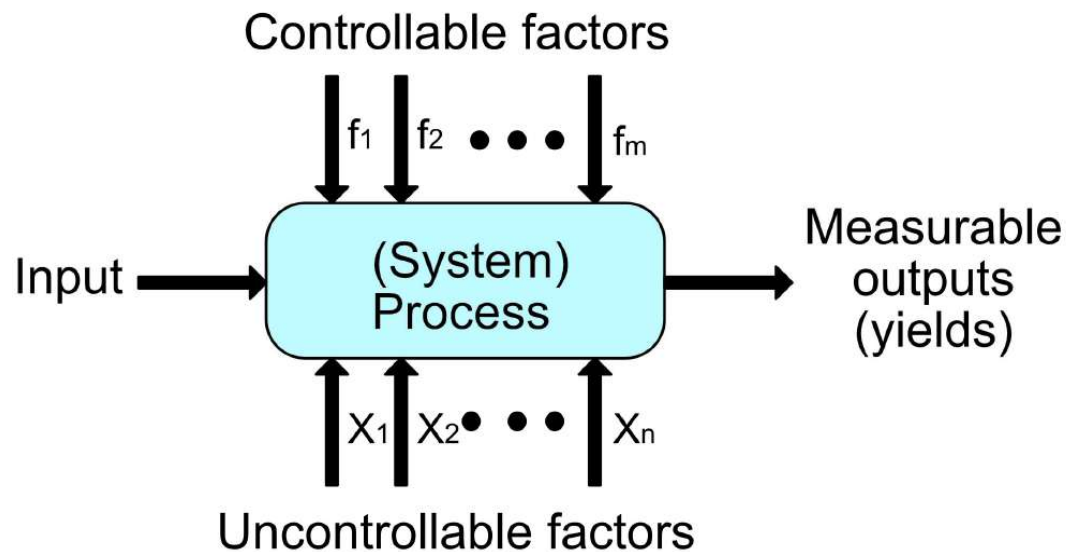 Controllable factors
f1 f2 • • • fm
Input
(System)
Process
Measurable
outputs
(yields)
X1 X2 • • • Xn
Uncontrollable factors